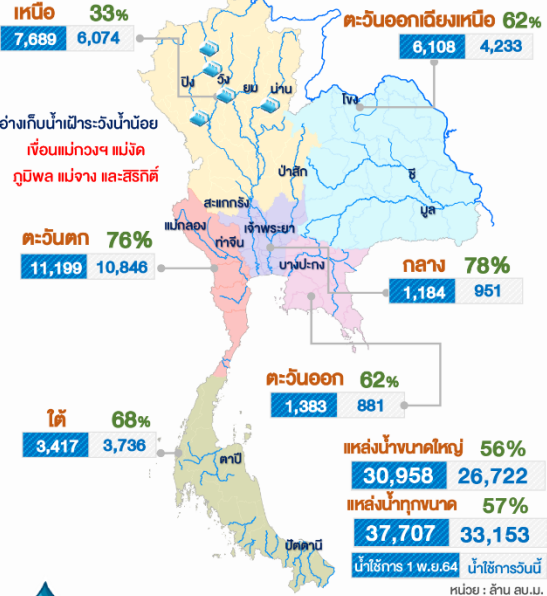 เหนือ 33%
7,689 6,074
ตะวันออกเฉียงเหนือ 62%
6,108 4,233
ปิง
วัง
ยม
น่าน
โขง
อ่างเก็บน้ำเฝ้าระวังน้ำน้อย
เขื่อนแม่กวงฯ แม่งัด
ภูมิพล แม่จาง และสิริกิติ์
ป่าสัก
ชี
มูล
สะแกกรัง
แม่กลอง
ท่าจีน
เจ้าพระยา
บางปะกง
ตะวันตก 76%
11,199 10,846
กลาง 78%
1,184 951
ตะวันออก 62%
1,383 881
ใต้ 68%
3,417 3,736
ตาปี
ปัตตานี
แหล่งน้ำขนาดใหญ่ 56%
30,958 26,722
แหล่งน้ำทุกขนาด 57%
37,707 33,153
น้ำใช้การ 1 พ.ย.64 น้ำใช้การวันนี้
หน่วย : ล้าน ลบ.ม.